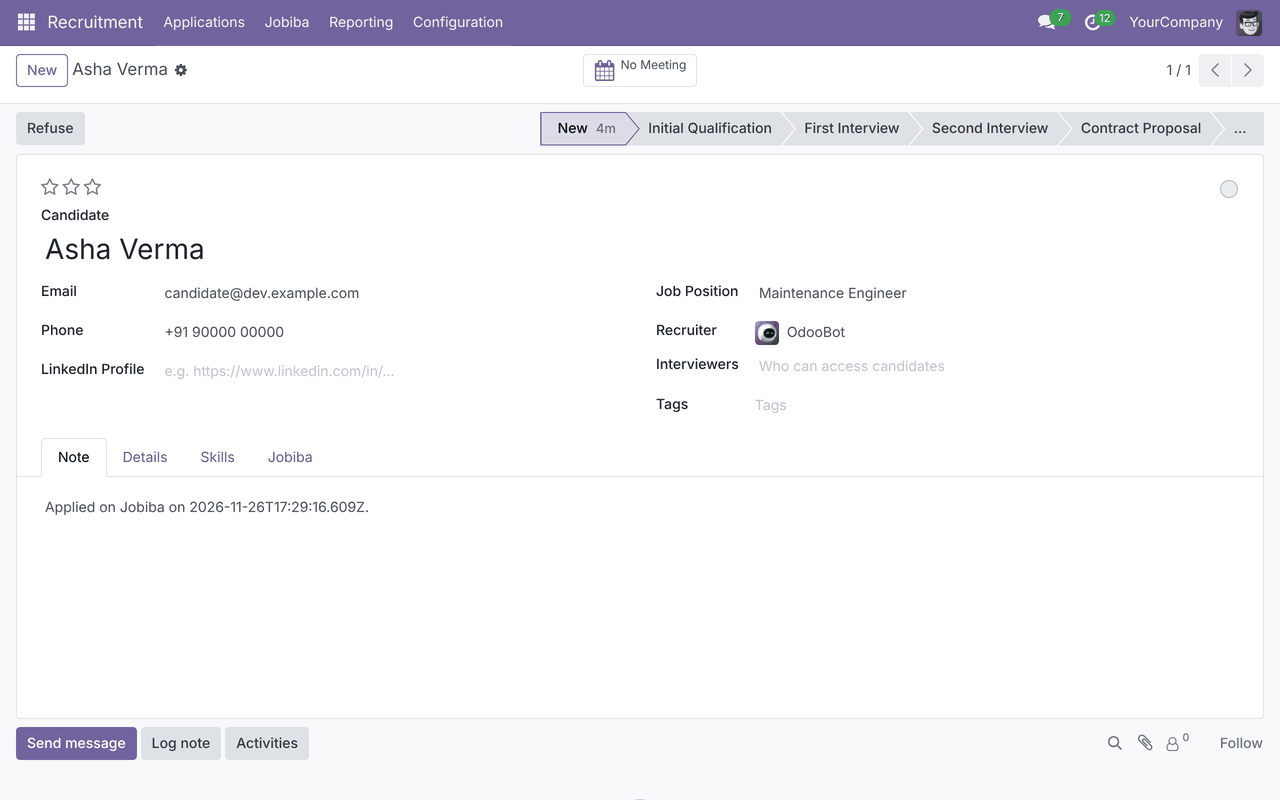 Recruitment Applications Jobiba Reporting Configuration 7 12 YourCompany
New Asha Verma No Meeting 1 / 1
Refuse New 4m Initial Qualification First Interview Second Interview Contract Proposal ...
Candidate
Asha Verma
Email candidate@dev.example.com Job Position Maintenance Engineer
Phone +91 90000 00000 Recruiter OdooBot
LinkedIn Profile e.g. https://www.linkedin.com/in/... Interviewers Who can access candidates
Tags Tags
Note Details Skills Jobiba
Applied on Jobiba on 2026-11-26T17:29:16.609Z.
Send message Log note Activities 0 Follow